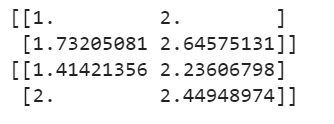 [[1.         2.        ]
 [1.73205081 2.64575131]]
[[1.41421356 2.23606798]
 [2.         2.44948974]]